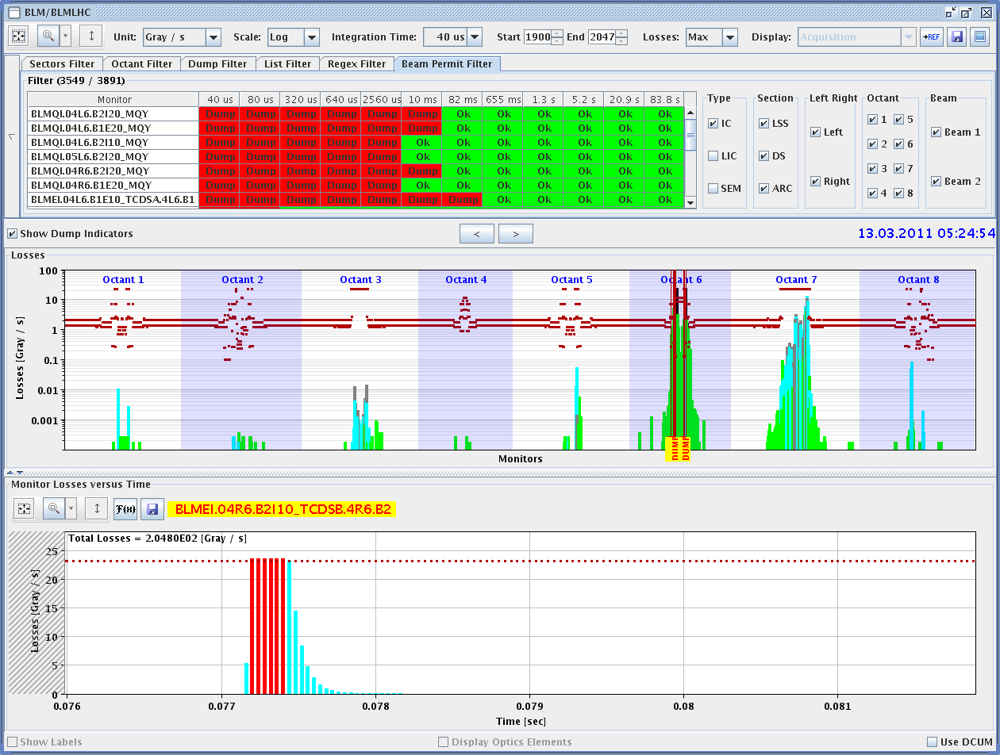 BLM/BLMLHC
Unit: Gray / s Scale: Log Integration Time: 40 us Start 1900 End 2047 Losses: Max Display: Acquisition →REF
Sectors Filter Octant Filter Dump Filter List Filter Regex Filter Beam Permit Filter
Filter (3549 / 3891)
Monitor 40 us 80 us 320 us 640 us 2560 us 10 ms 82 ms 655 ms 1.3 s 5.2 s 20.9 s 83.8 s
BLMQI.04L6.B2I20_MQY Dump Dump Dump Dump Dump Dump Ok Ok Ok Ok Ok Ok
BLMQI.04L6.B1E20_MQY Dump Dump Dump Dump Dump Dump Ok Ok Ok Ok Ok Ok
BLMQI.04L6.B2I10_MQY Dump Dump Dump Dump Dump Ok Ok Ok Ok Ok Ok Ok
BLMQI.05L6.B2I20_MQY Dump Dump Dump Dump Dump Ok Ok Ok Ok Ok Ok Ok
BLMQI.04R6.B2I20_MQY Dump Dump Dump Dump Dump Dump Ok Ok Ok Ok Ok Ok
BLMQI.04R6.B1E20_MQY Dump Dump Dump Dump Dump Ok Ok Ok Ok Ok Ok Ok
BLMEI.04L6.B1E10_TCDSA.4L6.B1 Dump Dump Dump Dump Dump Dump Dump Ok Ok Ok Ok Ok
Type Section Left Right Octant Beam
IC LSS Left 1 5 Beam 1
LIC DS 2 6
SEM ARC Right 3 7 Beam 2
4 8
Show Dump Indicators < > 13.03.2011 05:24:54
Losses
Octant 1 Octant 2 Octant 3 Octant 4 Octant 5 Octant 6 Octant 7 Octant 8
100
10
1
0.1
0.01
0.001
Losses [Gray / s]
DUMP DUMP
Monitors
Monitor Losses versus Time
F(x) BLMEI.04R6.B2I10_TCDSB.4R6.B2
Total Losses = 2.0480E02 [Gray / s]
25
20
15
10
5
0
Losses [Gray / s]
0.076 0.077 0.078 0.079 0.08 0.081
Time [sec]
Show Labels Display Optics Elements Use DCUM